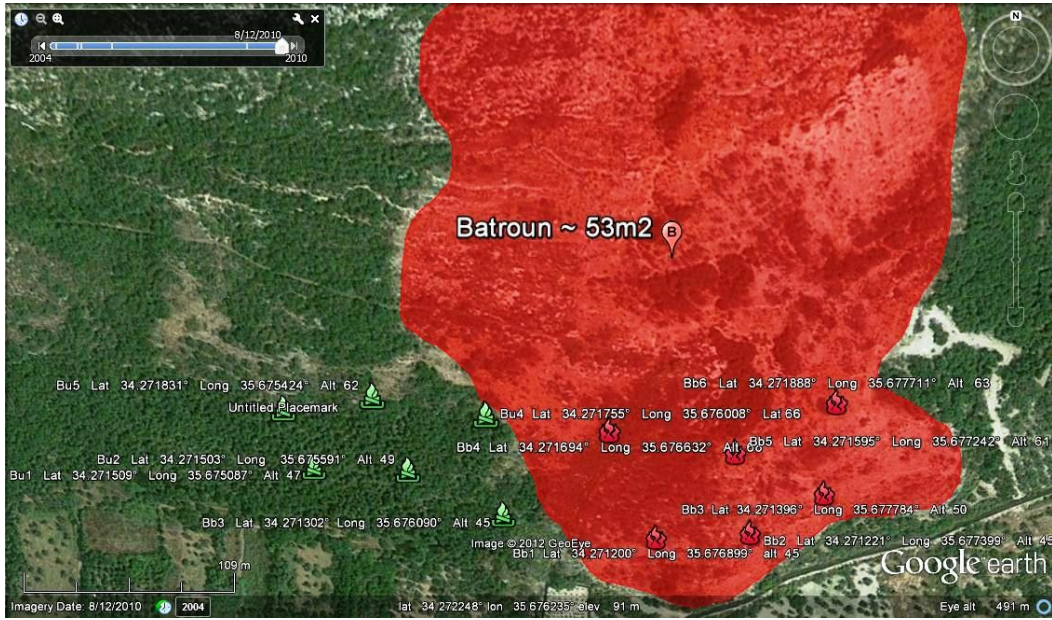 8/12/2010
2004
2010
N
Batroun ~ 53m2
B
Bu5 Lat 34.271831° Long 35.675424° Alt 62
Bb6 Lat 34.271888° Long 35.677711° Alt 63
Untitled Placemark
Bu4 Lat 34.271755° Long 35.676008° Lat 66
Bb4 Lat 34.271694° Long 35.676632° Alt
Bb5 Lat 34.271595° Long 35.677242° Alt 61
Bu2 Lat 34.271503° Long 35.675591° Alt 49
Bu1 Lat 34.271509° Long 35.675087° Alt 47
Bb3 Lat 34.271396° Long 35.677784° Alt 50
Bb3 Lat 34.271302° Long 35.676090° Alt 45
Bb2 Lat 34.271221° Long 35.677399° Alt 45
Image © 2012 GeoEye
Bb1 Lat 34.271200° Long 35.676899° alt 45
Google earth
109 m
Imagery Date: 8/12/2010
2004
lat 34.272248° lon 35.676235° elev 91 m
Eye alt 491 m